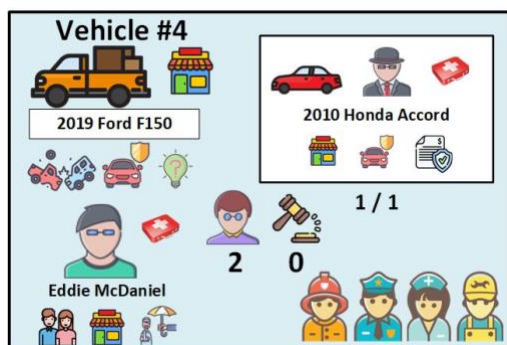 Vehicle #4
2019 Ford F150
2010 Honda Accord
1 / 1
2 0
Eddie McDaniel